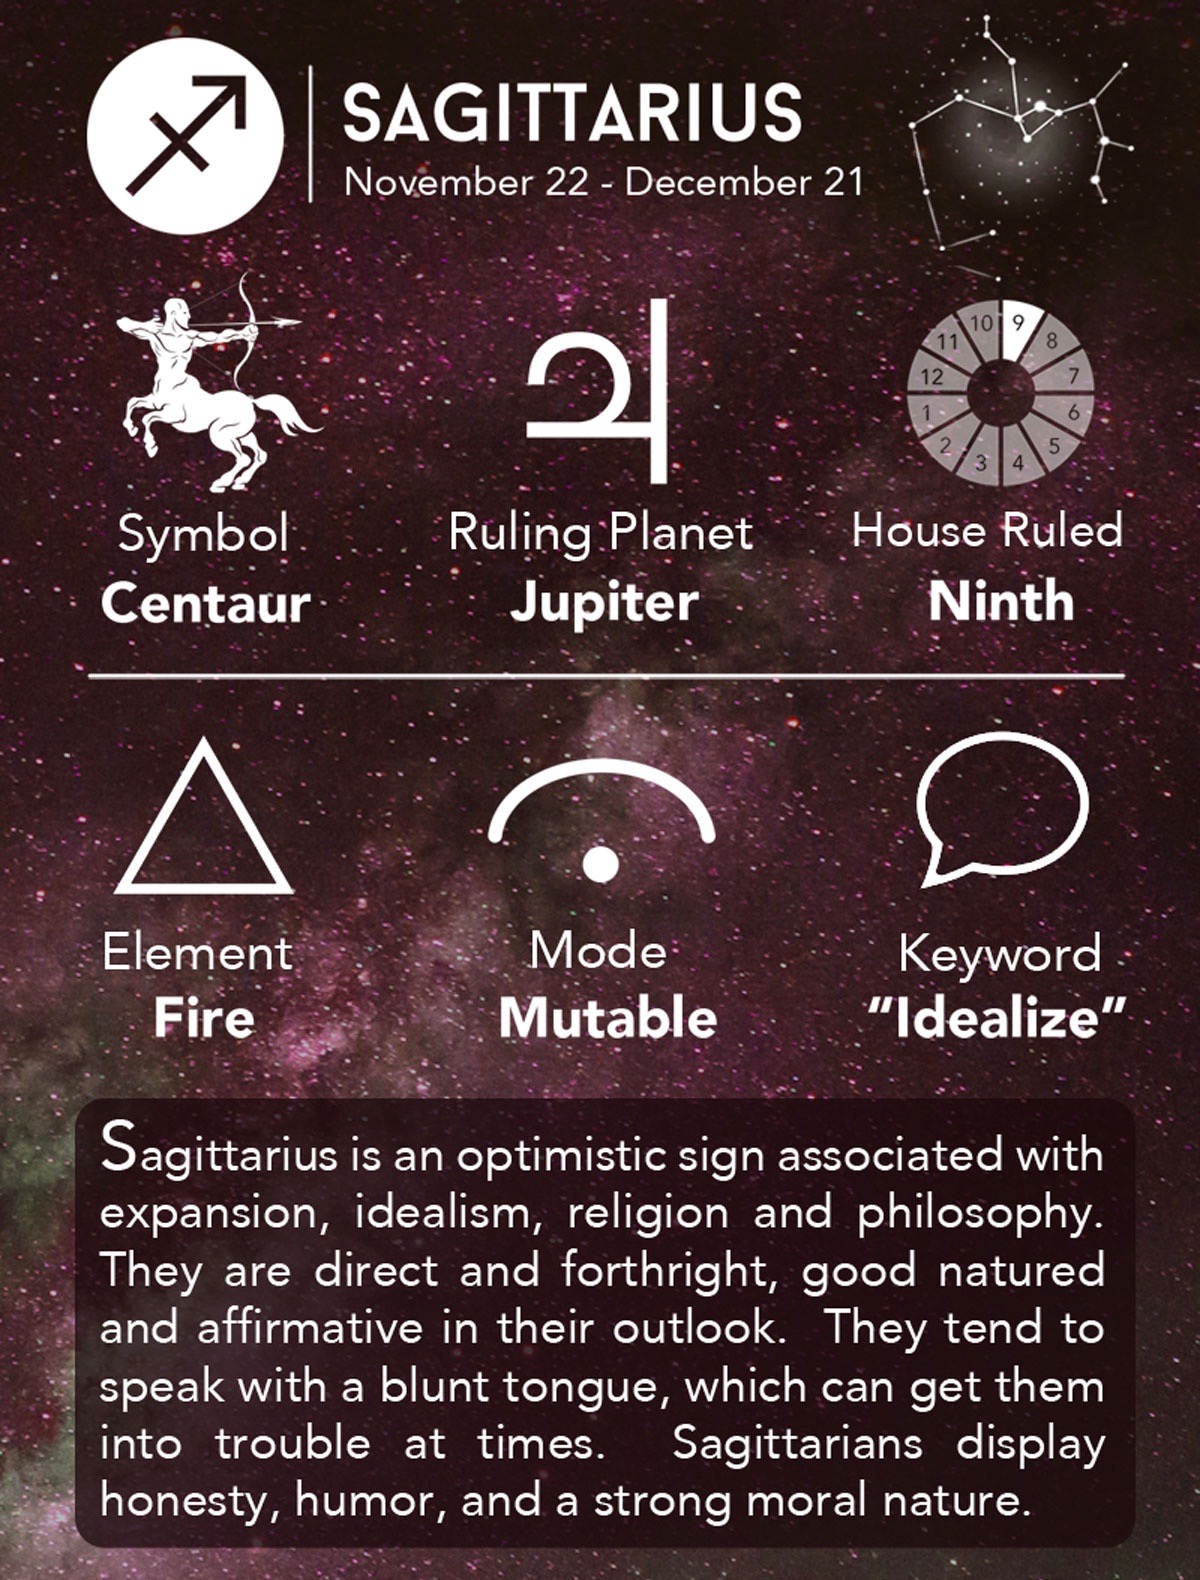 SAGITTARIUS
November 22 - December 21
10 9 8
11 7
12 6
1 5
2 3 4
Symbol
Centaur
Ruling Planet
Jupiter
House Ruled
Ninth
Element
Fire
Mode
Mutable
Keyword
“Idealize”
Sagittarius is an optimistic sign associated with
expansion, idealism, religion and philosophy.
They are direct and forthright, good natured
and affirmative in their outlook. They tend to
speak with a blunt tongue, which can get them
into trouble at times. Sagittarians display
honesty, humor, and a strong moral nature.